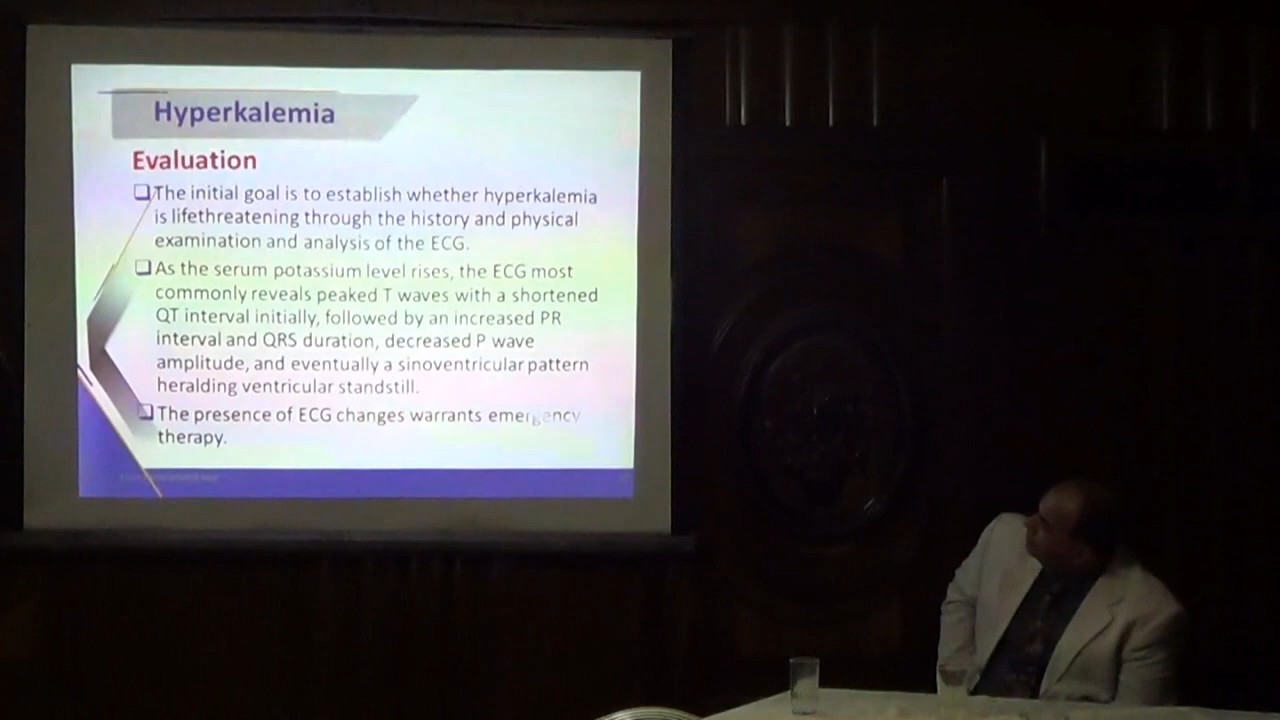 Hyperkalemia
Evaluation
The initial goal is to establish whether hyperkalemia
is lifethreatening through the history and physical
examination and analysis of the ECG.
As the serum potassium level rises, the ECG most
commonly reveals peaked T waves with a shortened
QT interval initially, followed by an increased PR
interval and QRS duration, decreased P wave
amplitude, and eventually a sinoventricular pattern
heralding ventricular standstill.
The presence of ECG changes warrants emergency
therapy.